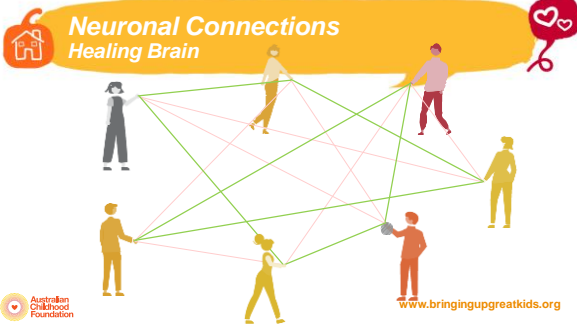 Neuronal Connections
Healing Brain
www.bringingupgreatkids.org
Australian
Childhood
Foundation